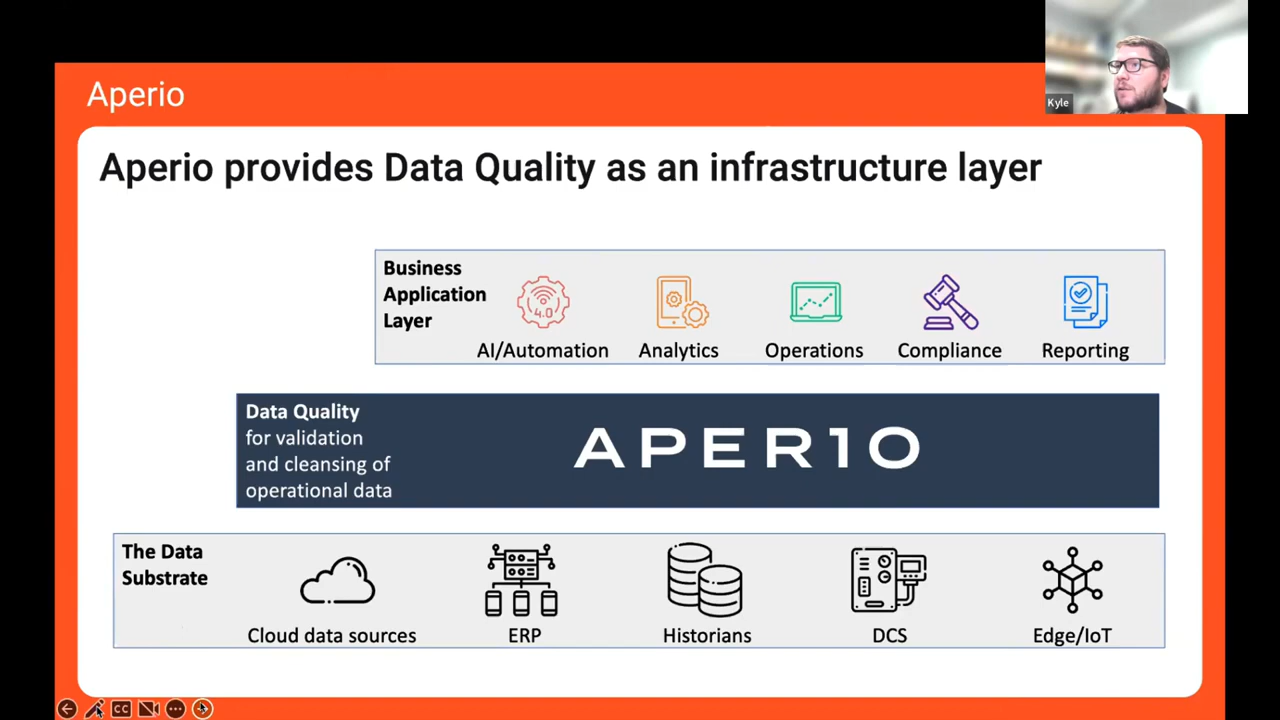 Kyle
Aperio
Aperio provides Data Quality as an infrastructure layer
Business
Application
Layer
4.0
AI/Automation
Analytics
Operations
Compliance
Reporting
Data Quality
for validation
and cleansing of
operational data
APER1O
The Data
Substrate
Cloud data sources
ERP
Historians
DCS
Edge/IoT
CC